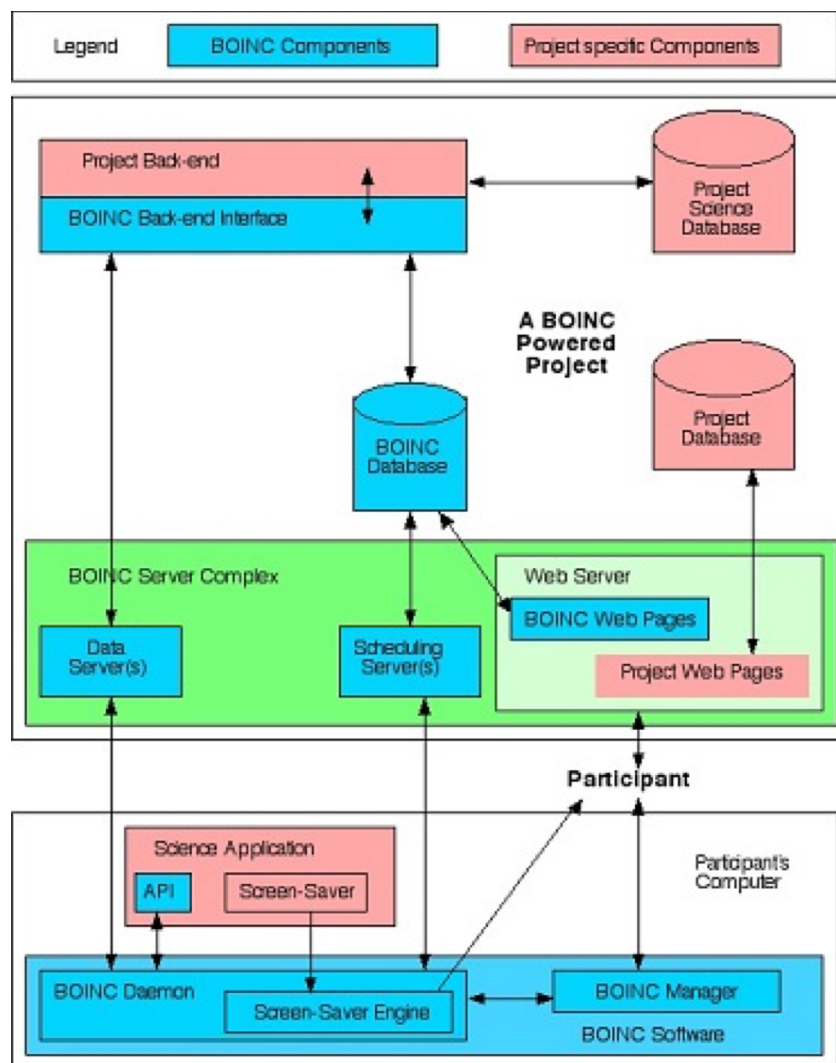 Legend
BOINC Components
Project specific Components
Project Back-end
BOINC Back-end Interface
Project
Science
Database
A BOINC
Powered
Project
Project
Database
BOINC
Database
BOINC Server Complex
Web Server
BOINC Web Pages
Data
Server(s)
Scheduling
Server(s)
Project Web Pages
Participant
Science Application
API
Screen-Saver
Participant's
Computer
BOINC Daemon
Screen-Saver Engine
BOINC Manager
BOINC Software